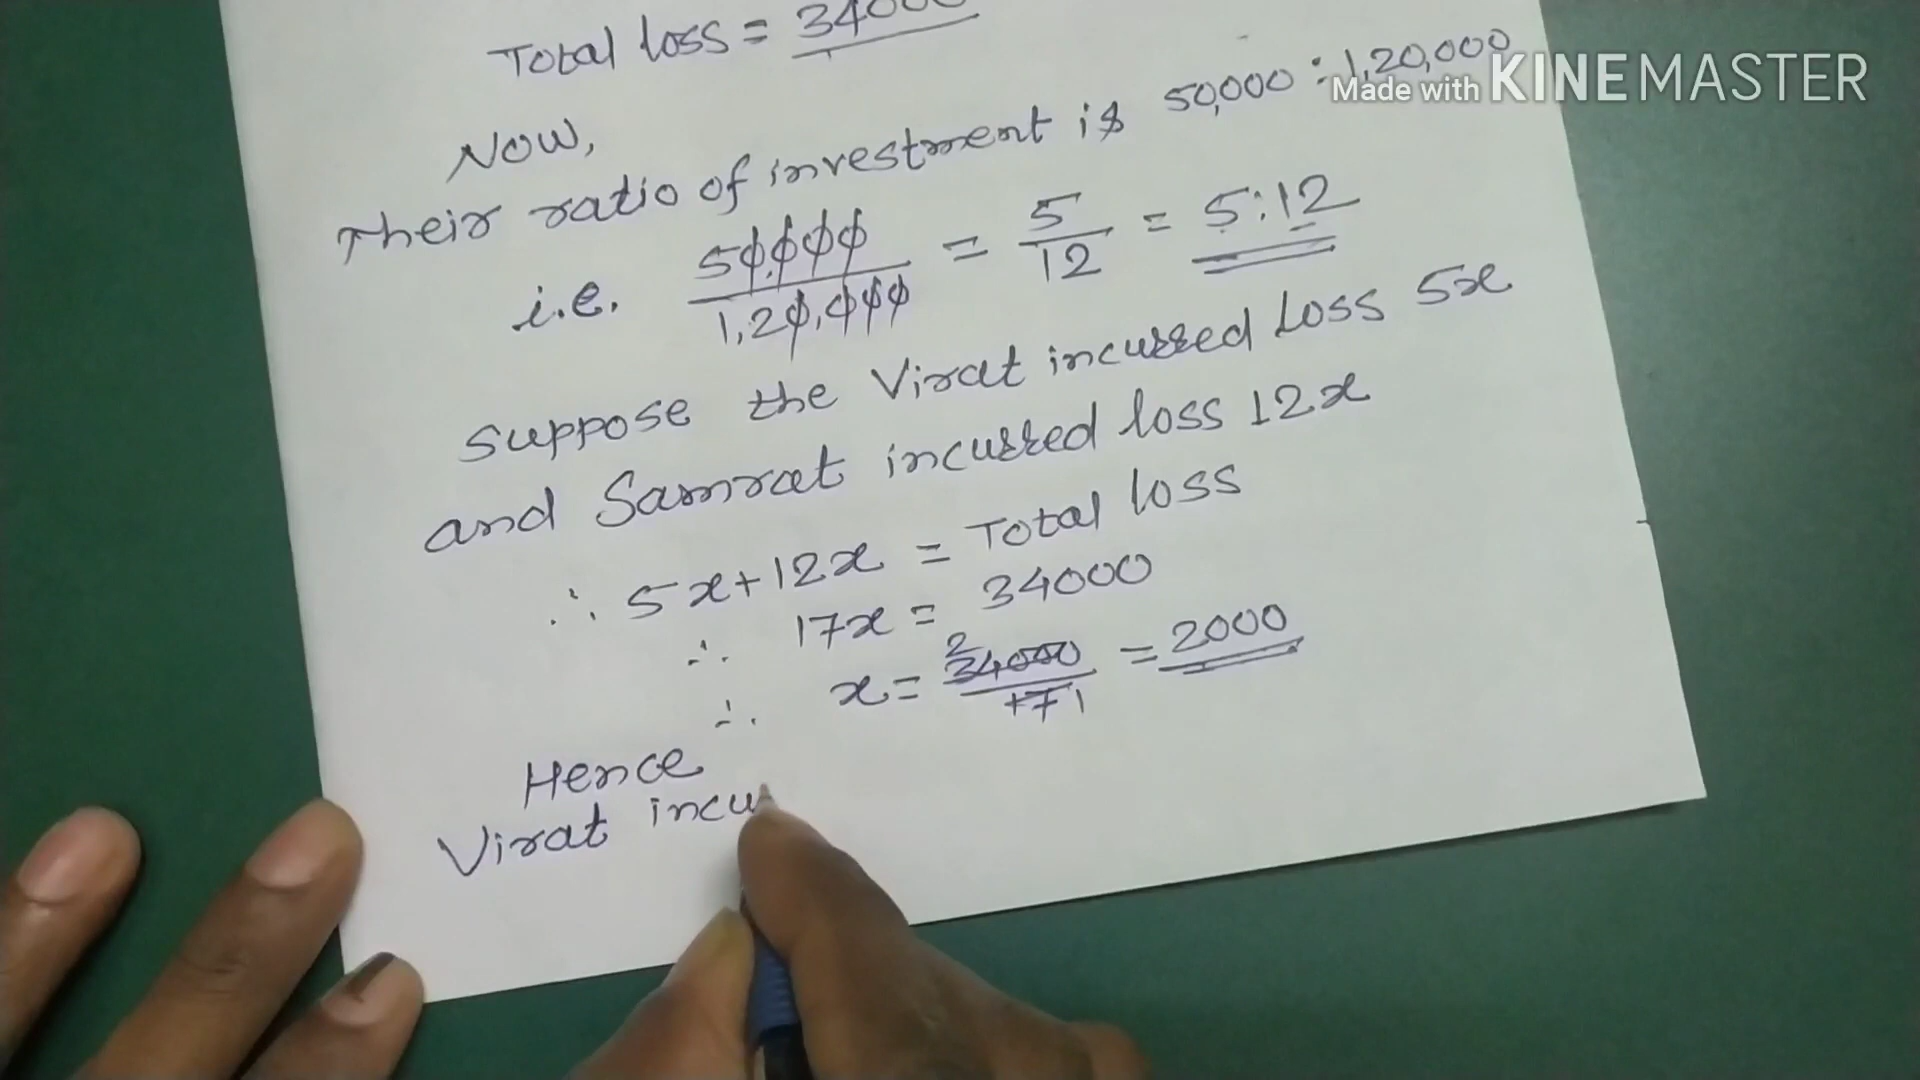 Total loss = 34000
Made with KINEMASTER
Now,
Their ratio of investment is 50,000 : 1,20,000
i.e. 50,000 / 1,20,000 = 5/12 = 5:12
suppose the Virat incurred Loss 5x
and Samrat incurred loss 12x
∴ 5x+12x = Total loss
∴ 17x = 34000
∴ x = 34000/17 = 2000
Hence
Virat incu